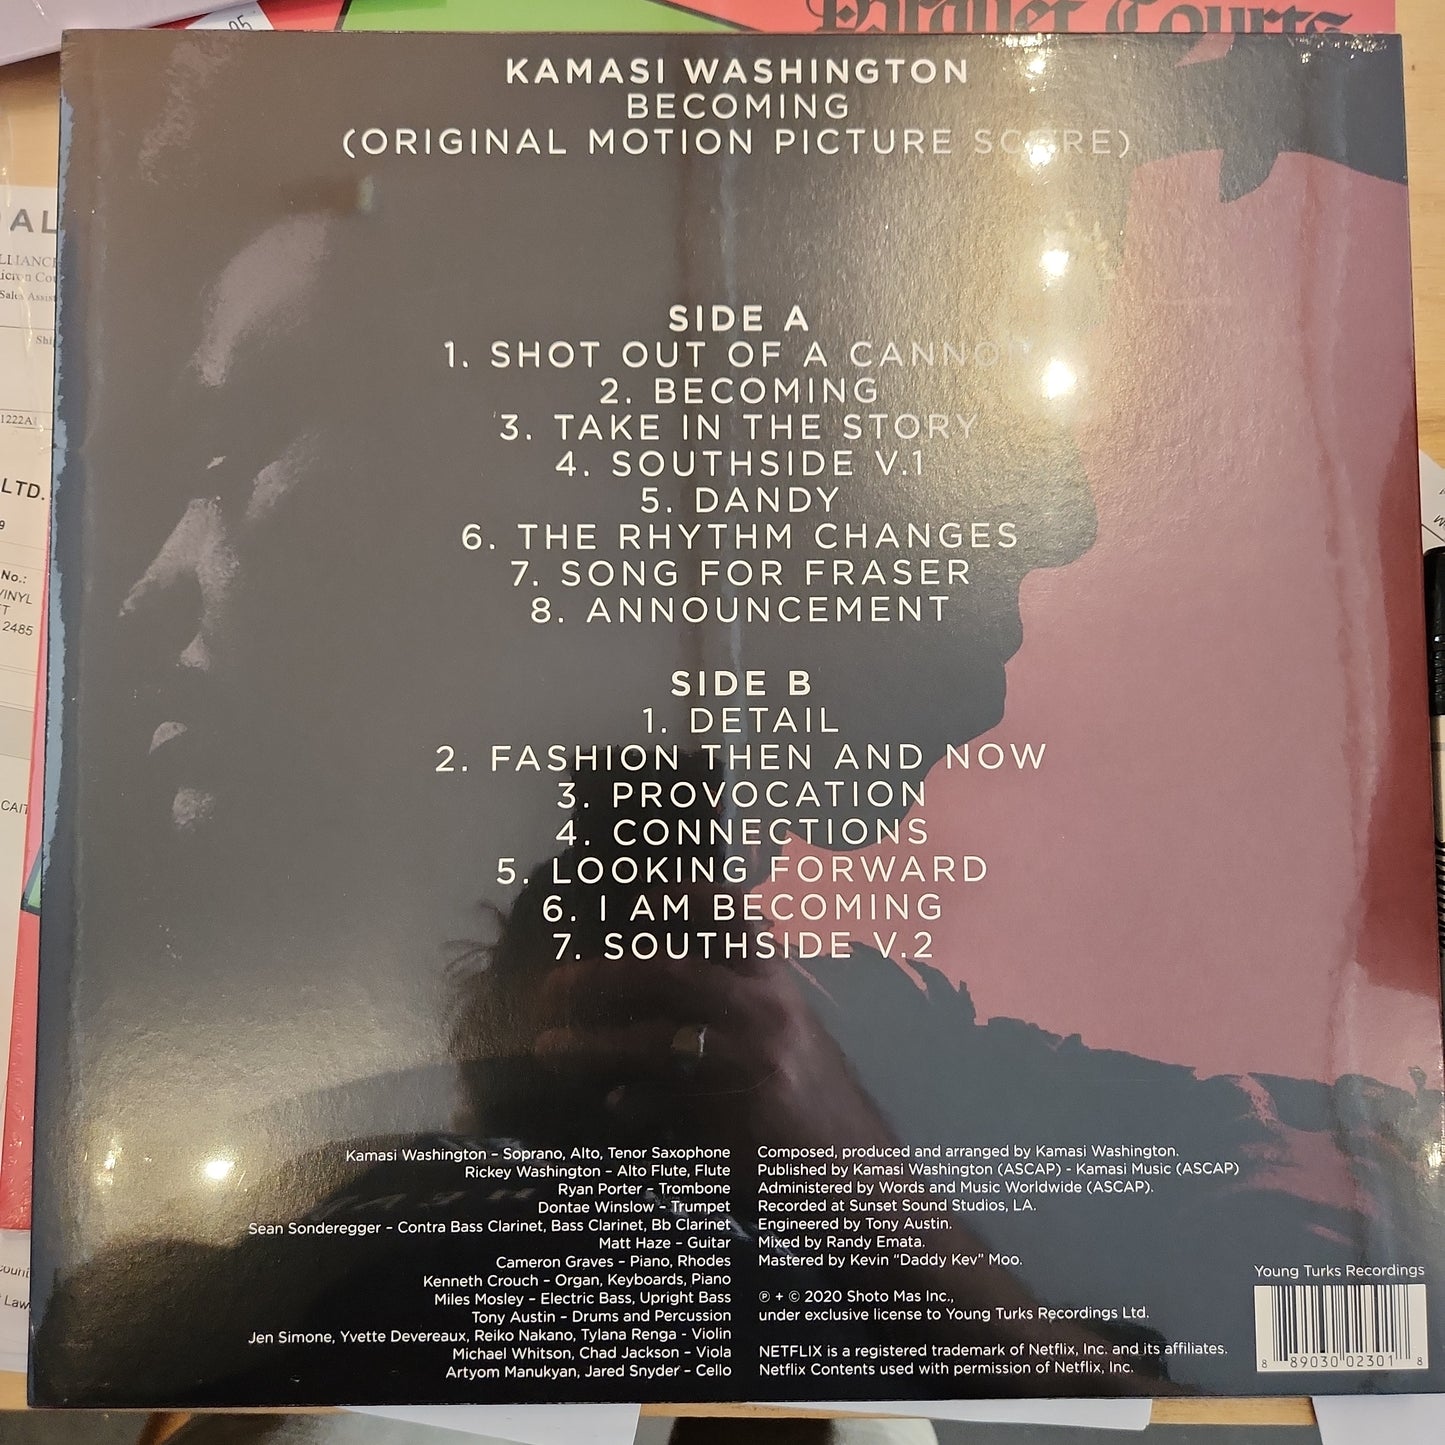 Parquet Courts
05
KAMASI WASHINGTON
BECOMING
(ORIGINAL MOTION PICTURE SCORE)
SIDE A
1. SHOT OUT OF A CANNON
2. BECOMING
3. TAKE IN THE STORY
4. SOUTHSIDE V.1
5. DANDY
6. THE RHYTHM CHANGES
7. SONG FOR FRASER
8. ANNOUNCEMENT
SIDE B
1. DETAIL
2. FASHION THEN AND NOW
3. PROVOCATION
4. CONNECTIONS
5. LOOKING FORWARD
6. I AM BECOMING
7. SOUTHSIDE V.2
Kamasi Washington – Soprano, Alto, Tenor Saxophone
Rickey Washington – Alto Flute, Flute
Ryan Porter – Trombone
Dontae Winslow – Trumpet
Sean Sonderegger – Contra Bass Clarinet, Bass Clarinet, Bb Clarinet
Matt Haze – Guitar
Cameron Graves – Piano, Rhodes
Kenneth Crouch – Organ, Keyboards, Piano
Miles Mosley – Electric Bass, Upright Bass
Tony Austin – Drums and Percussion
Jen Simone, Yvette Devereaux, Reiko Nakano, Tylana Renga - Violin
Michael Whitson, Chad Jackson – Viola
Artyom Manukyan, Jared Snyder – Cello
Composed, produced and arranged by Kamasi Washington.
Published by Kamasi Washington (ASCAP) - Kamasi Music (ASCAP)
Administered by Words and Music Worldwide (ASCAP).
Recorded at Sunset Sound Studios, LA.
Engineered by Tony Austin.
Mixed by Randy Emata.
Mastered by Kevin “Daddy Kev” Moo.
℗ + © 2020 Shoto Mas Inc.,
under exclusive license to Young Turks Recordings Ltd.
NETFLIX is a registered trademark of Netflix, Inc. and its affiliates.
Netflix Contents used with permission of Netflix, Inc.
Young Turks Recordings
8 89030 02301 8
1222A
LTD.
No.:
VINYL
2485